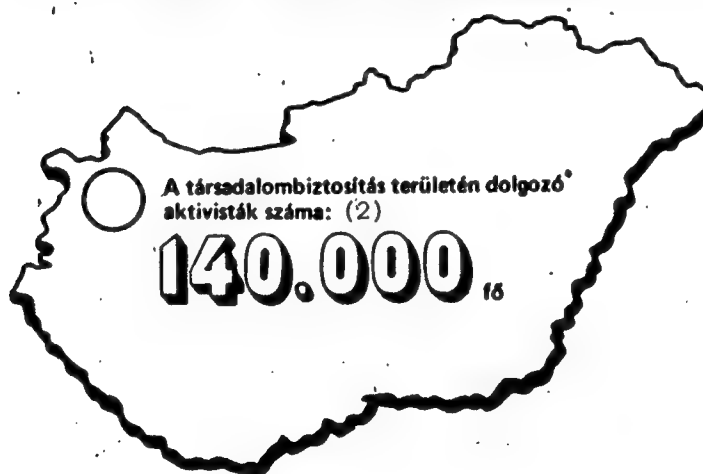 A társadalombiztosítás területén dolgozó
aktivisták száma: (2)
140.000 fő